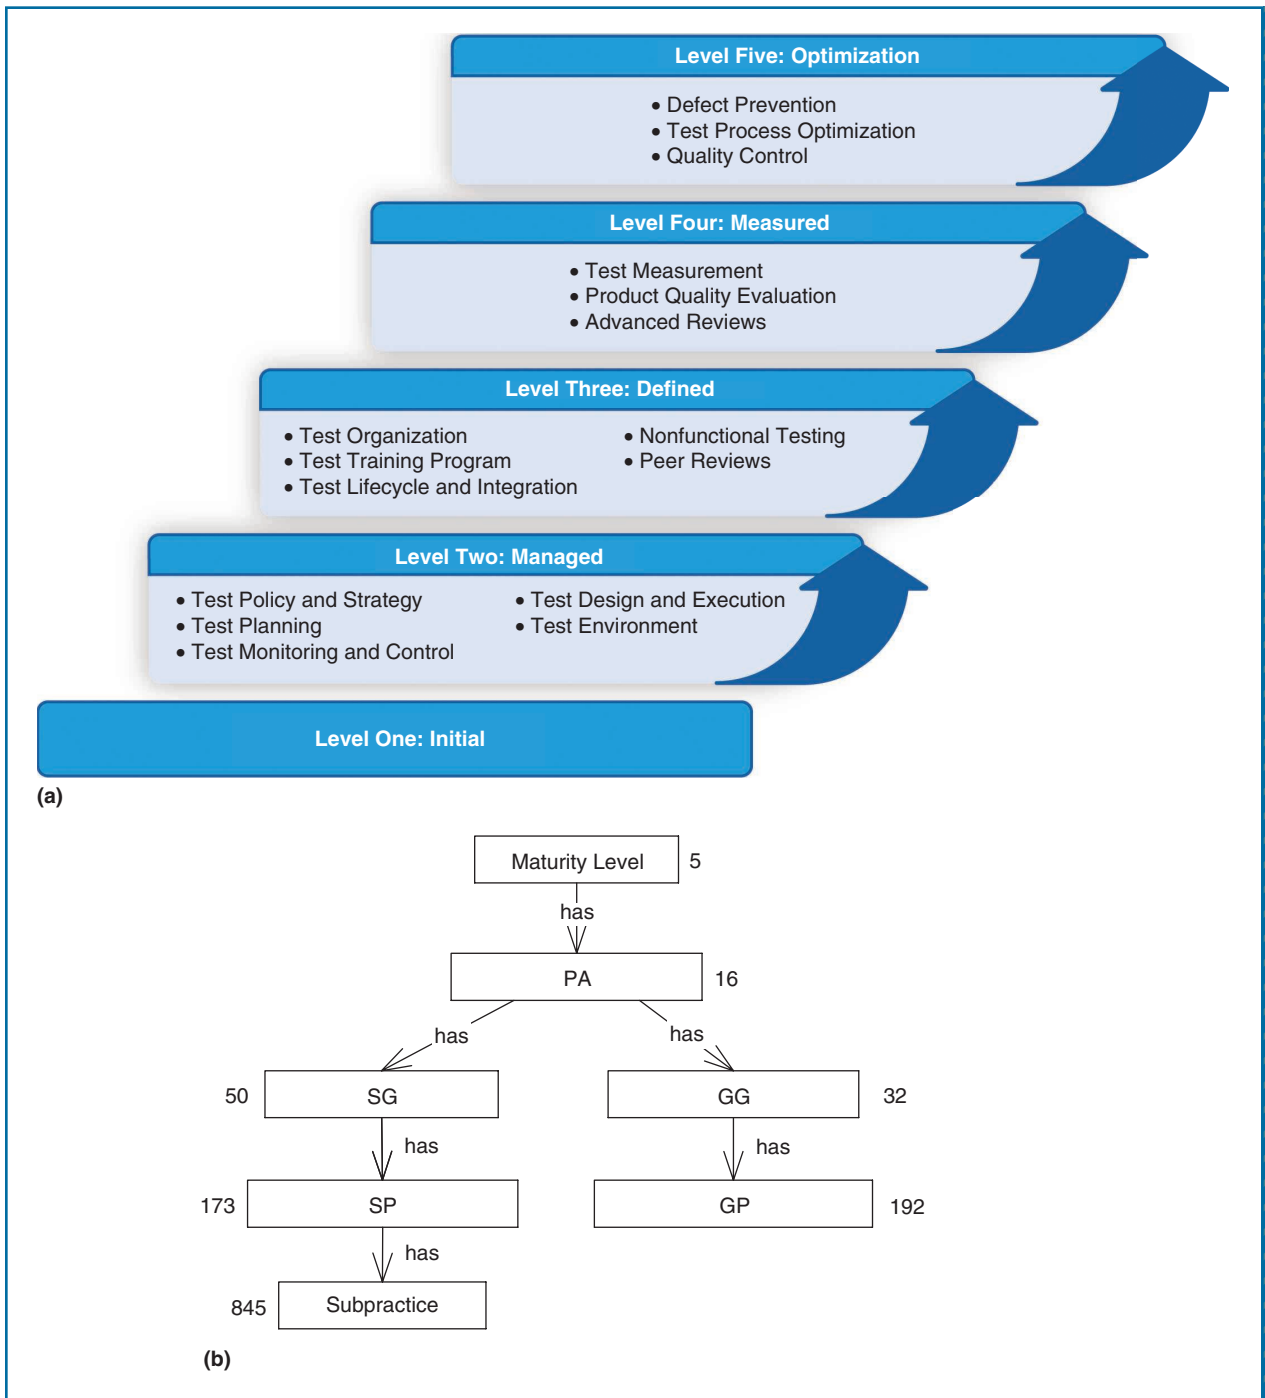 Level Five: Optimization
• Defect Prevention
• Test Process Optimization
• Quality Control
Level Four: Measured
• Test Measurement
• Product Quality Evaluation
• Advanced Reviews
Level Three: Defined
• Test Organization
• Test Training Program
• Test Lifecycle and Integration
• Nonfunctional Testing
• Peer Reviews
Level Two: Managed
• Test Policy and Strategy
• Test Planning
• Test Monitoring and Control
• Test Design and Execution
• Test Environment
Level One: Initial
(a)
Maturity Level 5
has
PA 16
has has
50 SG GG 32
has has
173 SP GP 192
has
845 Subpractice
(b)